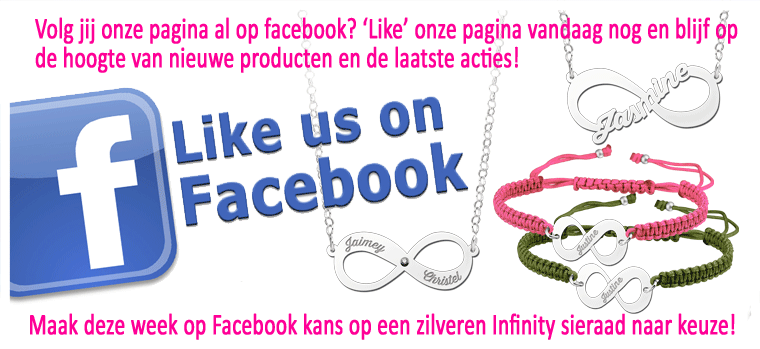 Volg jij onze pagina al op facebook? ‘Like’ onze pagina vandaag nog en blijf op
de hoogte van nieuwe producten en de laatste acties!
f
Like us on
Facebook
Jaimey
Christel
Jasmine
Justine
Justine
Maak deze week op Facebook kans op een zilveren Infinity sieraad naar keuze!